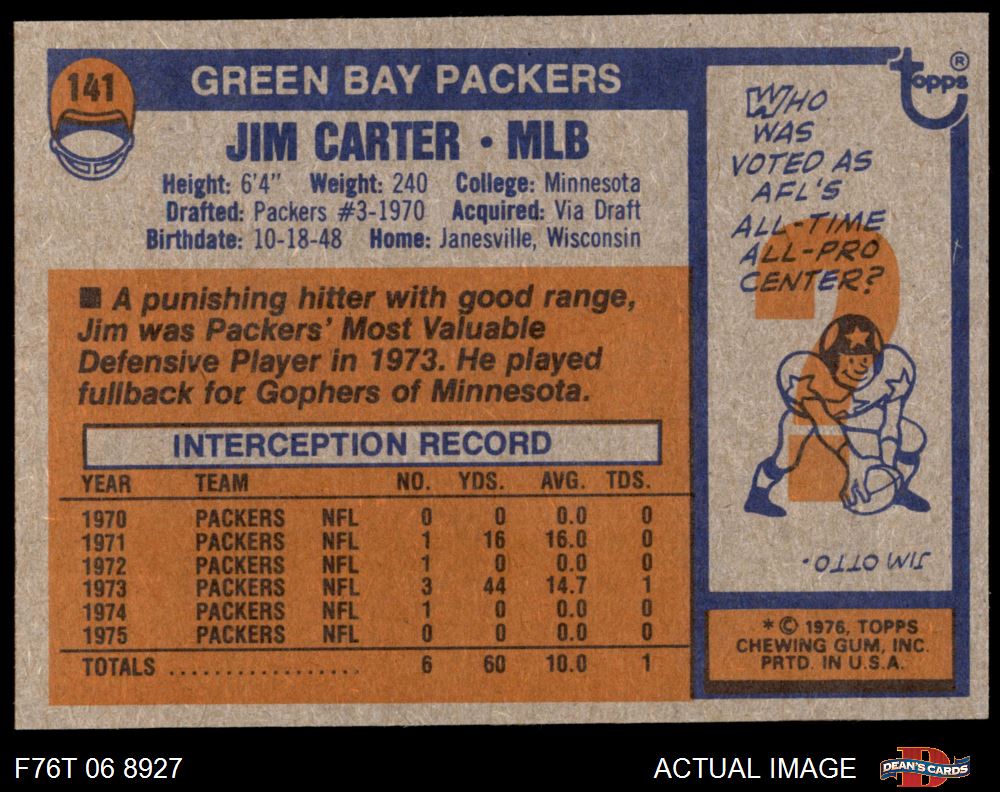 141
GREEN BAY PACKERS
JIM CARTER • MLB
Height: 6'4" Weight: 240 College: Minnesota
Drafted: Packers #3-1970 Acquired: Via Draft
Birthdate: 10-18-48 Home: Janesville, Wisconsin
■ A punishing hitter with good range,
Jim was Packers' Most Valuable
Defensive Player in 1973. He played
fullback for Gophers of Minnesota.
INTERCEPTION RECORD
YEAR TEAM NO. YDS. AVG. TDS.
1970 PACKERS NFL 0 0 0.0 0
1971 PACKERS NFL 1 16 16.0 0
1972 PACKERS NFL 1 0 0.0 0
1973 PACKERS NFL 3 44 14.7 1
1974 PACKERS NFL 1 0 0.0 0
1975 PACKERS NFL 0 0 0.0 0
TOTALS .................. 6 60 10.0 1
Topps ®
WHO
WAS
VOTED AS
AFL'S
ALL-TIME
ALL-PRO
CENTER?
?
JIM OTTO.
* © 1976, TOPPS
CHEWING GUM, INC.
PRTD. IN U.S.A.
F76T 06 8927
ACTUAL IMAGE
D
DEAN'S CARDS